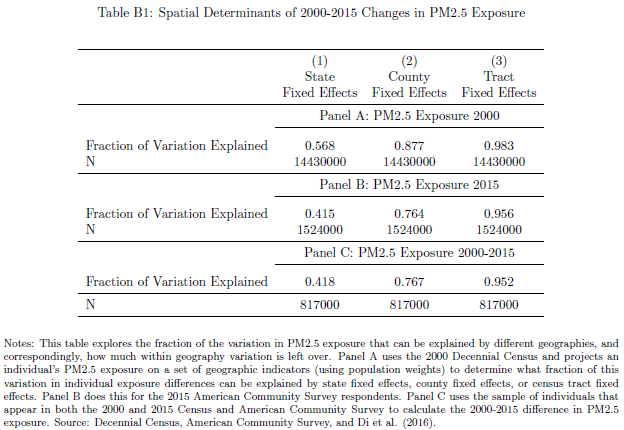 Table B1: Spatial Determinants of 2000-2015 Changes in PM2.5 Exposure
(1) (2) (3)
State County Tract
Fixed Effects Fixed Effects Fixed Effects
Panel A: PM2.5 Exposure 2000
Fraction of Variation Explained 0.568 0.877 0.983
N 14430000 14430000 14430000
Panel B: PM2.5 Exposure 2015
Fraction of Variation Explained 0.415 0.764 0.956
N 1524000 1524000 1524000
Panel C: PM2.5 Exposure 2000-2015
Fraction of Variation Explained 0.418 0.767 0.952
N 817000 817000 817000
Notes: This table explores the fraction of the variation in PM2.5 exposure that can be explained by different geographies, and
correspondingly, how much within geography variation is left over. Panel A uses the 2000 Decennial Census and projects an
individual's PM2.5 exposure on a set of geographic indicators (using population weights) to determine what fraction of this
variation in individual exposure differences can be explained by state fixed effects, county fixed effects, or census tract fixed
effects. Panel B does this for the 2015 American Community Survey respondents. Panel C uses the sample of individuals that
appear in both the 2000 and 2015 Census and American Community Survey to calculate the 2000-2015 difference in PM2.5
exposure. Source: Decennial Census, American Community Survey, and Di et al. (2016).